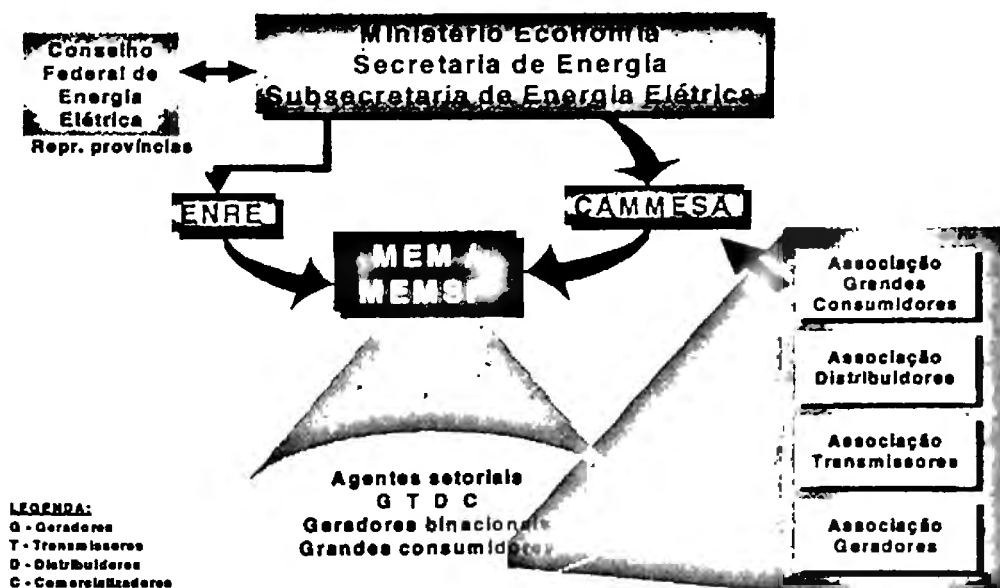 Conselho
Federal de
Energia
Elétrica
Repr. províncias
Ministério Economia
Secretaria de Energia
Subsecretaria de Energia Elétrica
ENRE
CAMMESA
MEM /
Associação
Grandes
Consumidores
Associação
Distribuidores
Associação
Transmissores
Associação
Geradores
Agentes setoriais
G T D C
Geradores binacionais
Grandes consumidores
LEGENDA:
G - Geradores
T - Transmissores
D - Distribuidores
C - Comercializadores